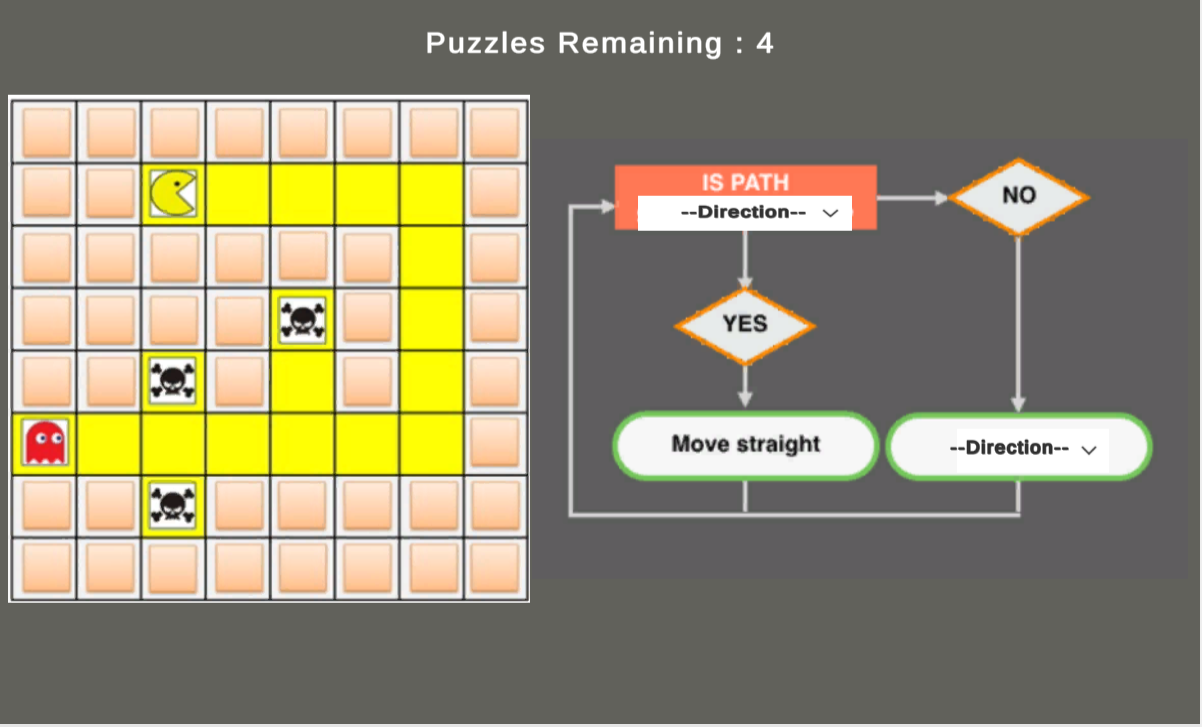 Puzzles Remaining : 4
IS PATH
--Direction--
NO
YES
Move straight
--Direction--